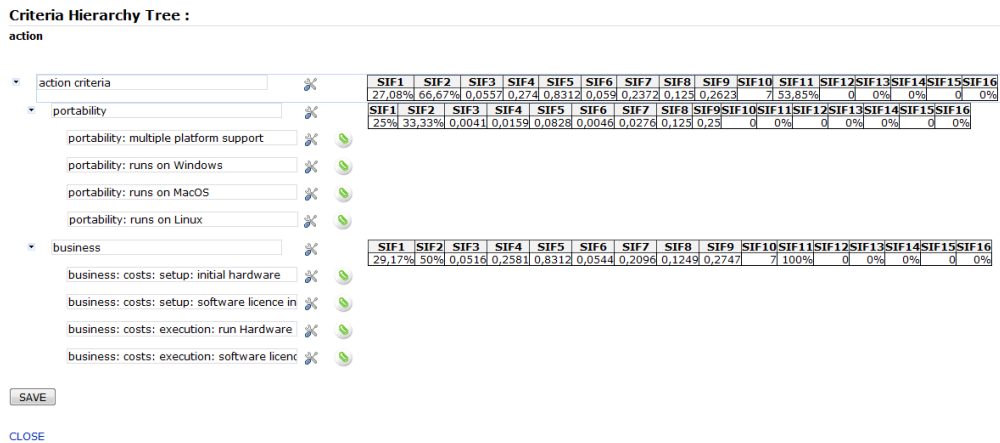 Criteria Hierarchy Tree :
action
action criteria
SIF1 SIF2 SIF3 SIF4 SIF5 SIF6 SIF7 SIF8 SIF9 SIF10 SIF11 SIF12 SIF13 SIF14 SIF15 SIF16
27,08% 66,67% 0,0557 0,274 0,8312 0,059 0,2372 0,125 0,2623 7 53,85% 0 0% 0% 0 0%
portability
SIF1 SIF2 SIF3 SIF4 SIF5 SIF6 SIF7 SIF8 SIF9 SIF10 SIF11 SIF12 SIF13 SIF14 SIF15 SIF16
25% 33,33% 0,0041 0,0159 0,0828 0,0046 0,0276 0,125 0,25 0 0% 0 0% 0% 0 0%
portability: multiple platform support
portability: runs on Windows
portability: runs on MacOS
portability: runs on Linux
business
SIF1 SIF2 SIF3 SIF4 SIF5 SIF6 SIF7 SIF8 SIF9 SIF10 SIF11 SIF12 SIF13 SIF14 SIF15 SIF16
29,17% 50% 0,0516 0,2581 0,8312 0,0544 0,2096 0,1249 0,2747 7 100% 0 0% 0% 0 0%
business: costs: setup: initial hardware
business: costs: setup: software licence in
business: costs: execution: run Hardware
business: costs: execution: software licenc
SAVE
CLOSE